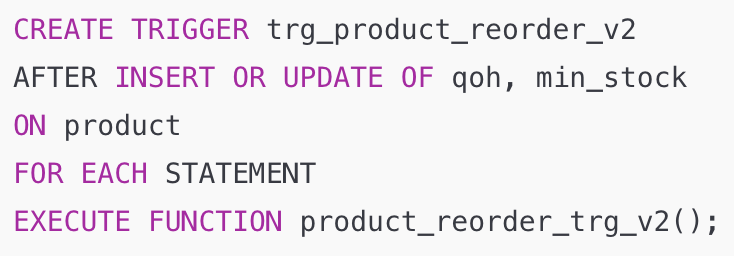 CREATE TRIGGER trg_product_reorder_v2
AFTER INSERT OR UPDATE OF qoh, min_stock
ON product
FOR EACH STATEMENT
EXECUTE FUNCTION product_reorder_trg_v2();